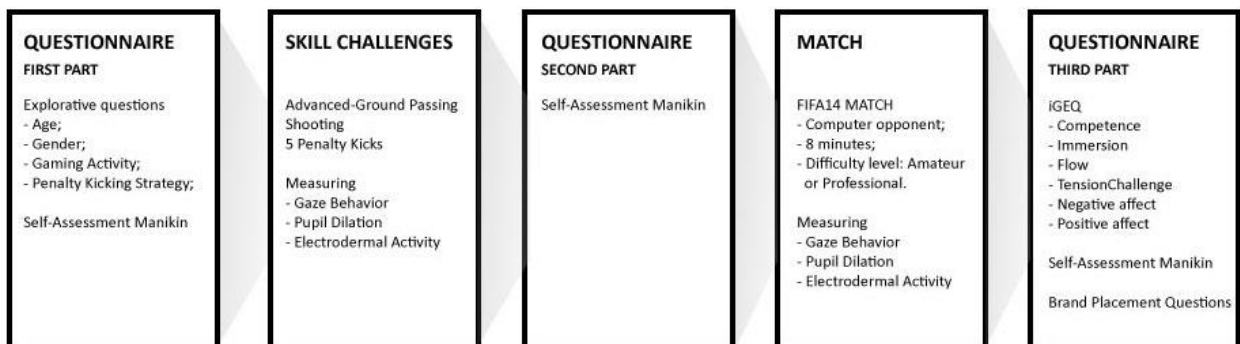 QUESTIONNAIRE
FIRST PART
Explorative questions
- Age;
- Gender;
- Gaming Activity;
- Penalty Kicking Strategy;
Self-Assessment Manikin
SKILL CHALLENGES
Advanced-Ground Passing
Shooting
5 Penalty Kicks
Measuring
- Gaze Behavior
- Pupil Dilation
- Electrodermal Activity
QUESTIONNAIRE
SECOND PART
Self-Assessment Manikin
MATCH
FIFA14 MATCH
- Computer opponent;
- 8 minutes;
- Difficulty level: Amateur
or Professional.
Measuring
- Gaze Behavior
- Pupil Dilation
- Electrodermal Activity
QUESTIONNAIRE
THIRD PART
iGEQ
- Competence
- Immersion
- Flow
- TensionChallenge
- Negative affect
- Positive affect
Self-Assessment Manikin
Brand Placement Questions